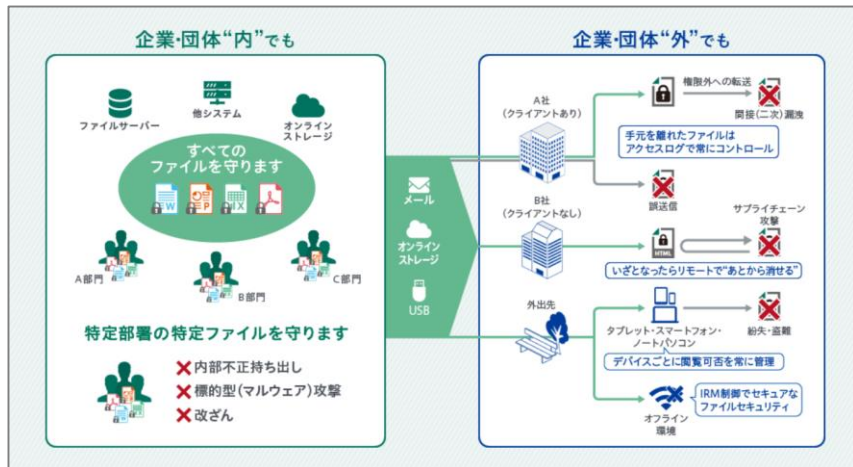 企業・団体“内”でも
ファイルサーバー
他システム
オンライン
ストレージ
すべての
ファイルを守ります
W
P
X
A部門
B部門
C部門
特定部署の特定ファイルを守ります
内部不正持ち出し
標的型(マルウェア)攻撃
改ざん
メール
オンライン
ストレージ
USB
企業・団体“外”でも
A社
(クライアントあり)
権限外への転送
間接(二次)漏洩
手元を離れたファイルは
アクセスログで常にコントロール
誤送信
B社
(クライアントなし)
HTML
サプライチェーン
攻撃
いざとなったらリモートで“あとから消せる”
外出先
タブレット・スマートフォン・
ノートパソコン
紛失・盗難
デバイスごとに閲覧可否を常に管理
オフライン
環境
IRM制御でセキュアな
ファイルセキュリティ